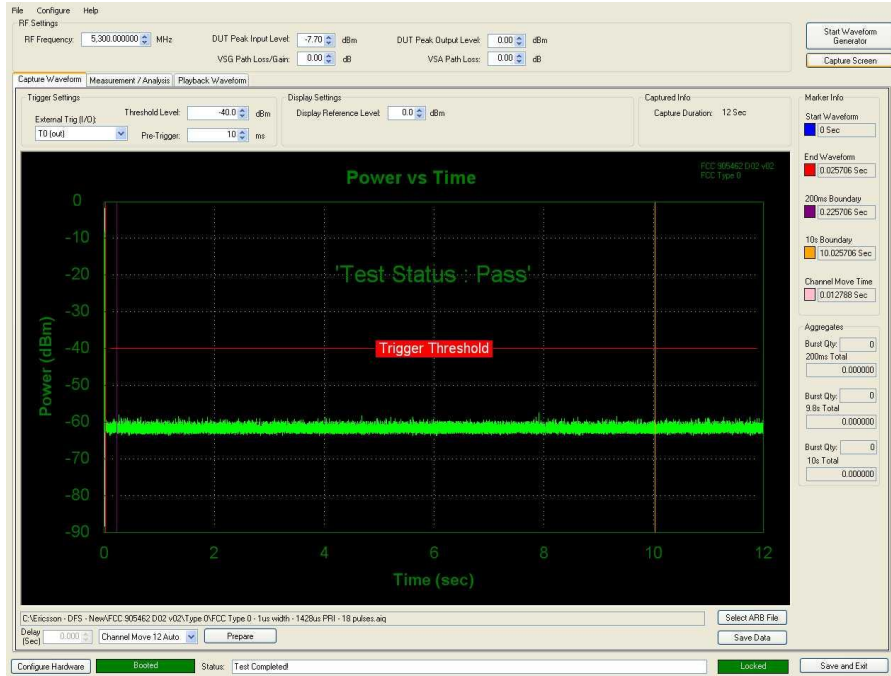 File Configure Help
RF Settings
RF Frequency: 5,300.000000 MHz DUT Peak Input Level: -7.70 dBm DUT Peak Output Level: 0.00 dBm
VSG Path Loss/Gain: 0.00 dB VSA Path Loss: 0.00 dB
Start Waveform Generator
Capture Screen
Capture Waveform Measurement / Analysis Playback Waveform
Trigger Settings
External Trig (I/O): Threshold Level: -40.0 dBm
T0 (out) Pre-Trigger: 10 ms
Display Settings
Display Reference Level: 0.0 dBm
Captured Info
Capture Duration: 12 Sec
Marker Info
Start Waveform
0 Sec
End Waveform
0.025706 Sec
200ms Boundary
0.225706 Sec
10s Boundary
10.025706 Sec
Channel Move Time
0.012788 Sec
Aggregates
Burst Qty: 0
200ms Total
0.000000
Burst Qty: 0
9.8s Total
0.000000
Burst Qty: 0
10s Total
0.000000
Power vs Time
FCC 905462 D02 v02
FCC Type 0
'Test Status : Pass'
Trigger Threshold
Power (dBm)
0
-10
-20
-30
-40
-50
-60
-70
-80
-90
0 2 4 6 8 10 12
Time (sec)
C:\Ericsson - DFS - New\FCC 905462 D02 v02\Type 0\FCC Type 0 - 1us width - 1428us PRI - 18 pulses.aiq
Select ARB File
Delay (Sec) 0.000 Channel Move 12 Auto Prepare
Save Data
Configure Hardware Booted Status: Test Completed! Locked Save and Exit